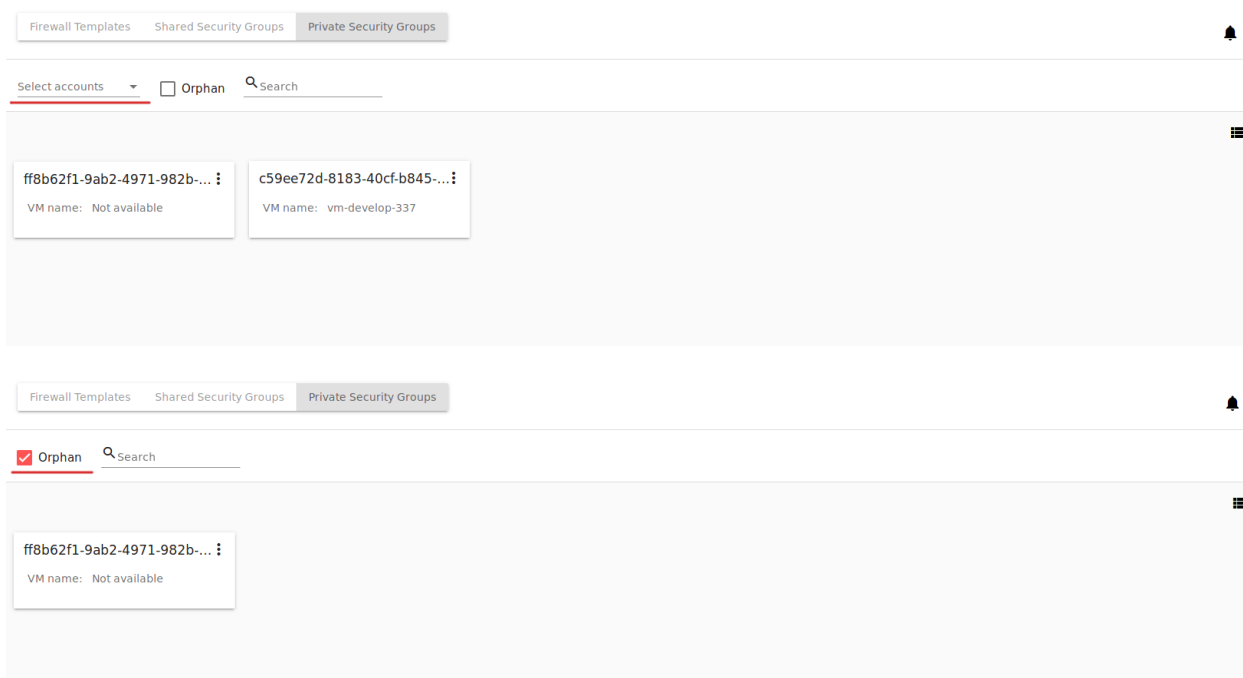 Firewall Templates Shared Security Groups Private Security Groups
Select accounts Orphan Search
ff8b62f1-9ab2-4971-982b-... c59ee72d-8183-40cf-b845-...
VM name: Not available VM name: vm-develop-337
Firewall Templates Shared Security Groups Private Security Groups
Orphan Search
ff8b62f1-9ab2-4971-982b-...
VM name: Not available